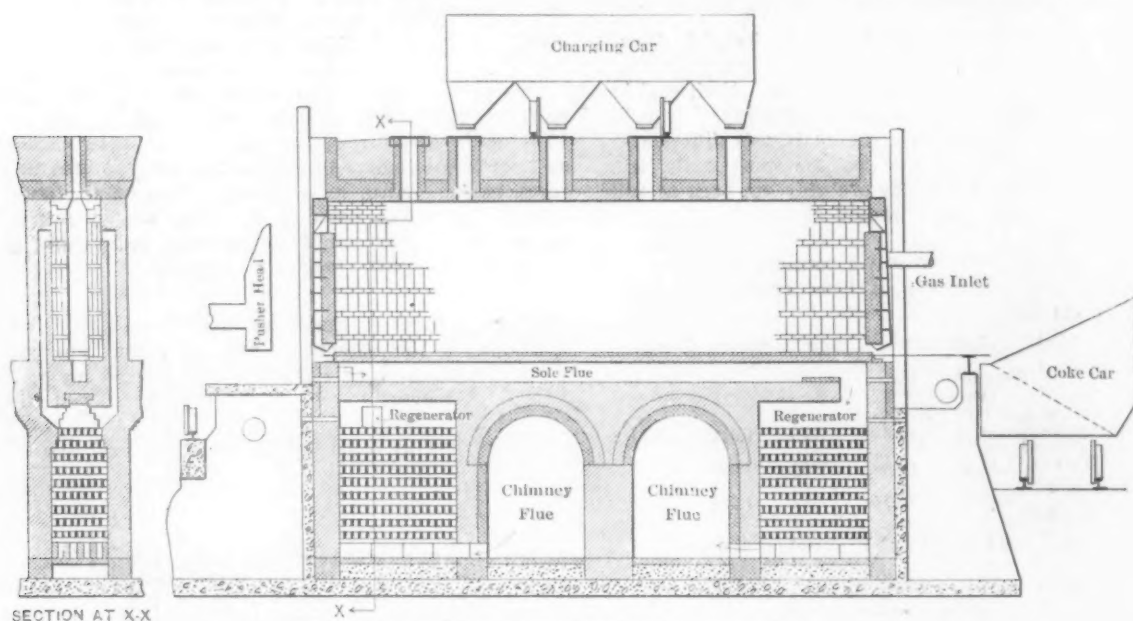 Charging Car
X
Pusher Head
Gas Inlet
Sole Flue
Coke Car
Regenerator
Regenerator
Chimney
Flue
Chimney
Flue
X
SECTION AT X-X